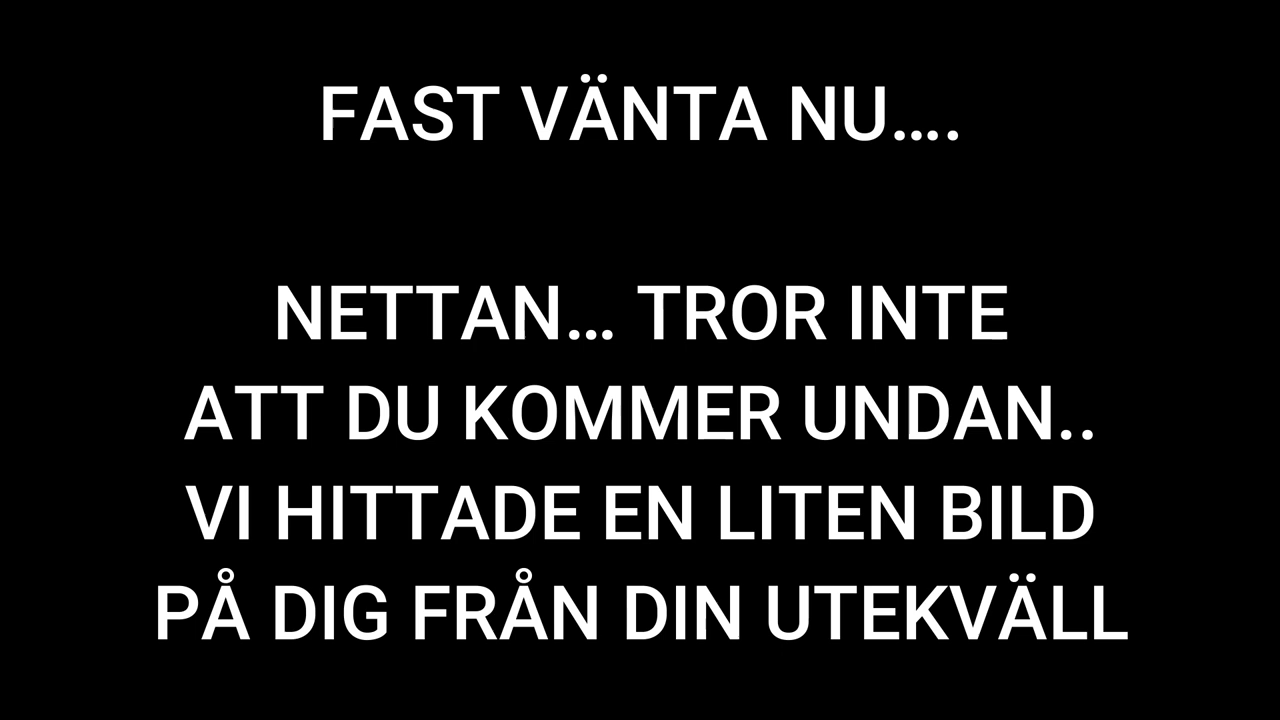 FAST VÄNTA NU....
NETTAN... TROR INTE
ATT DU KOMMER UNDAN..
VI HITTADE EN LITEN BILD
PÅ DIG FRÅN DIN UTEKVÄLL